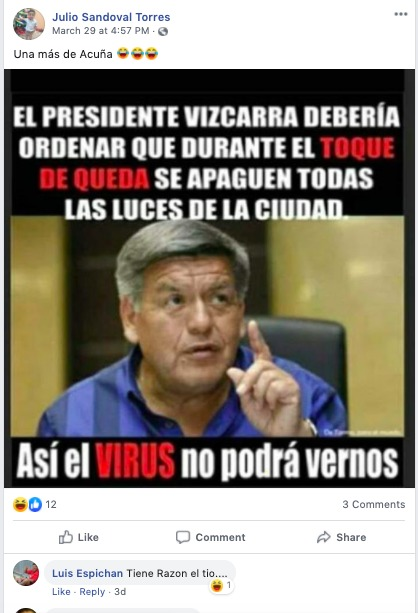 Julio Sandoval Torres
March 29 at 4:57 PM ·
Una más de Acuña
EL PRESIDENTE VIZCARRA DEBERÍA
ORDENAR QUE DURANTE EL TOQUE
DE QUEDA SE APAGUEN TODAS
LAS LUCES DE LA CIUDAD.
Así el VIRUS no podrá vernos
12
3 Comments
Like
Comment
Share
Luis Espichan Tiene Razon el tio....
1
Like · Reply · 3d